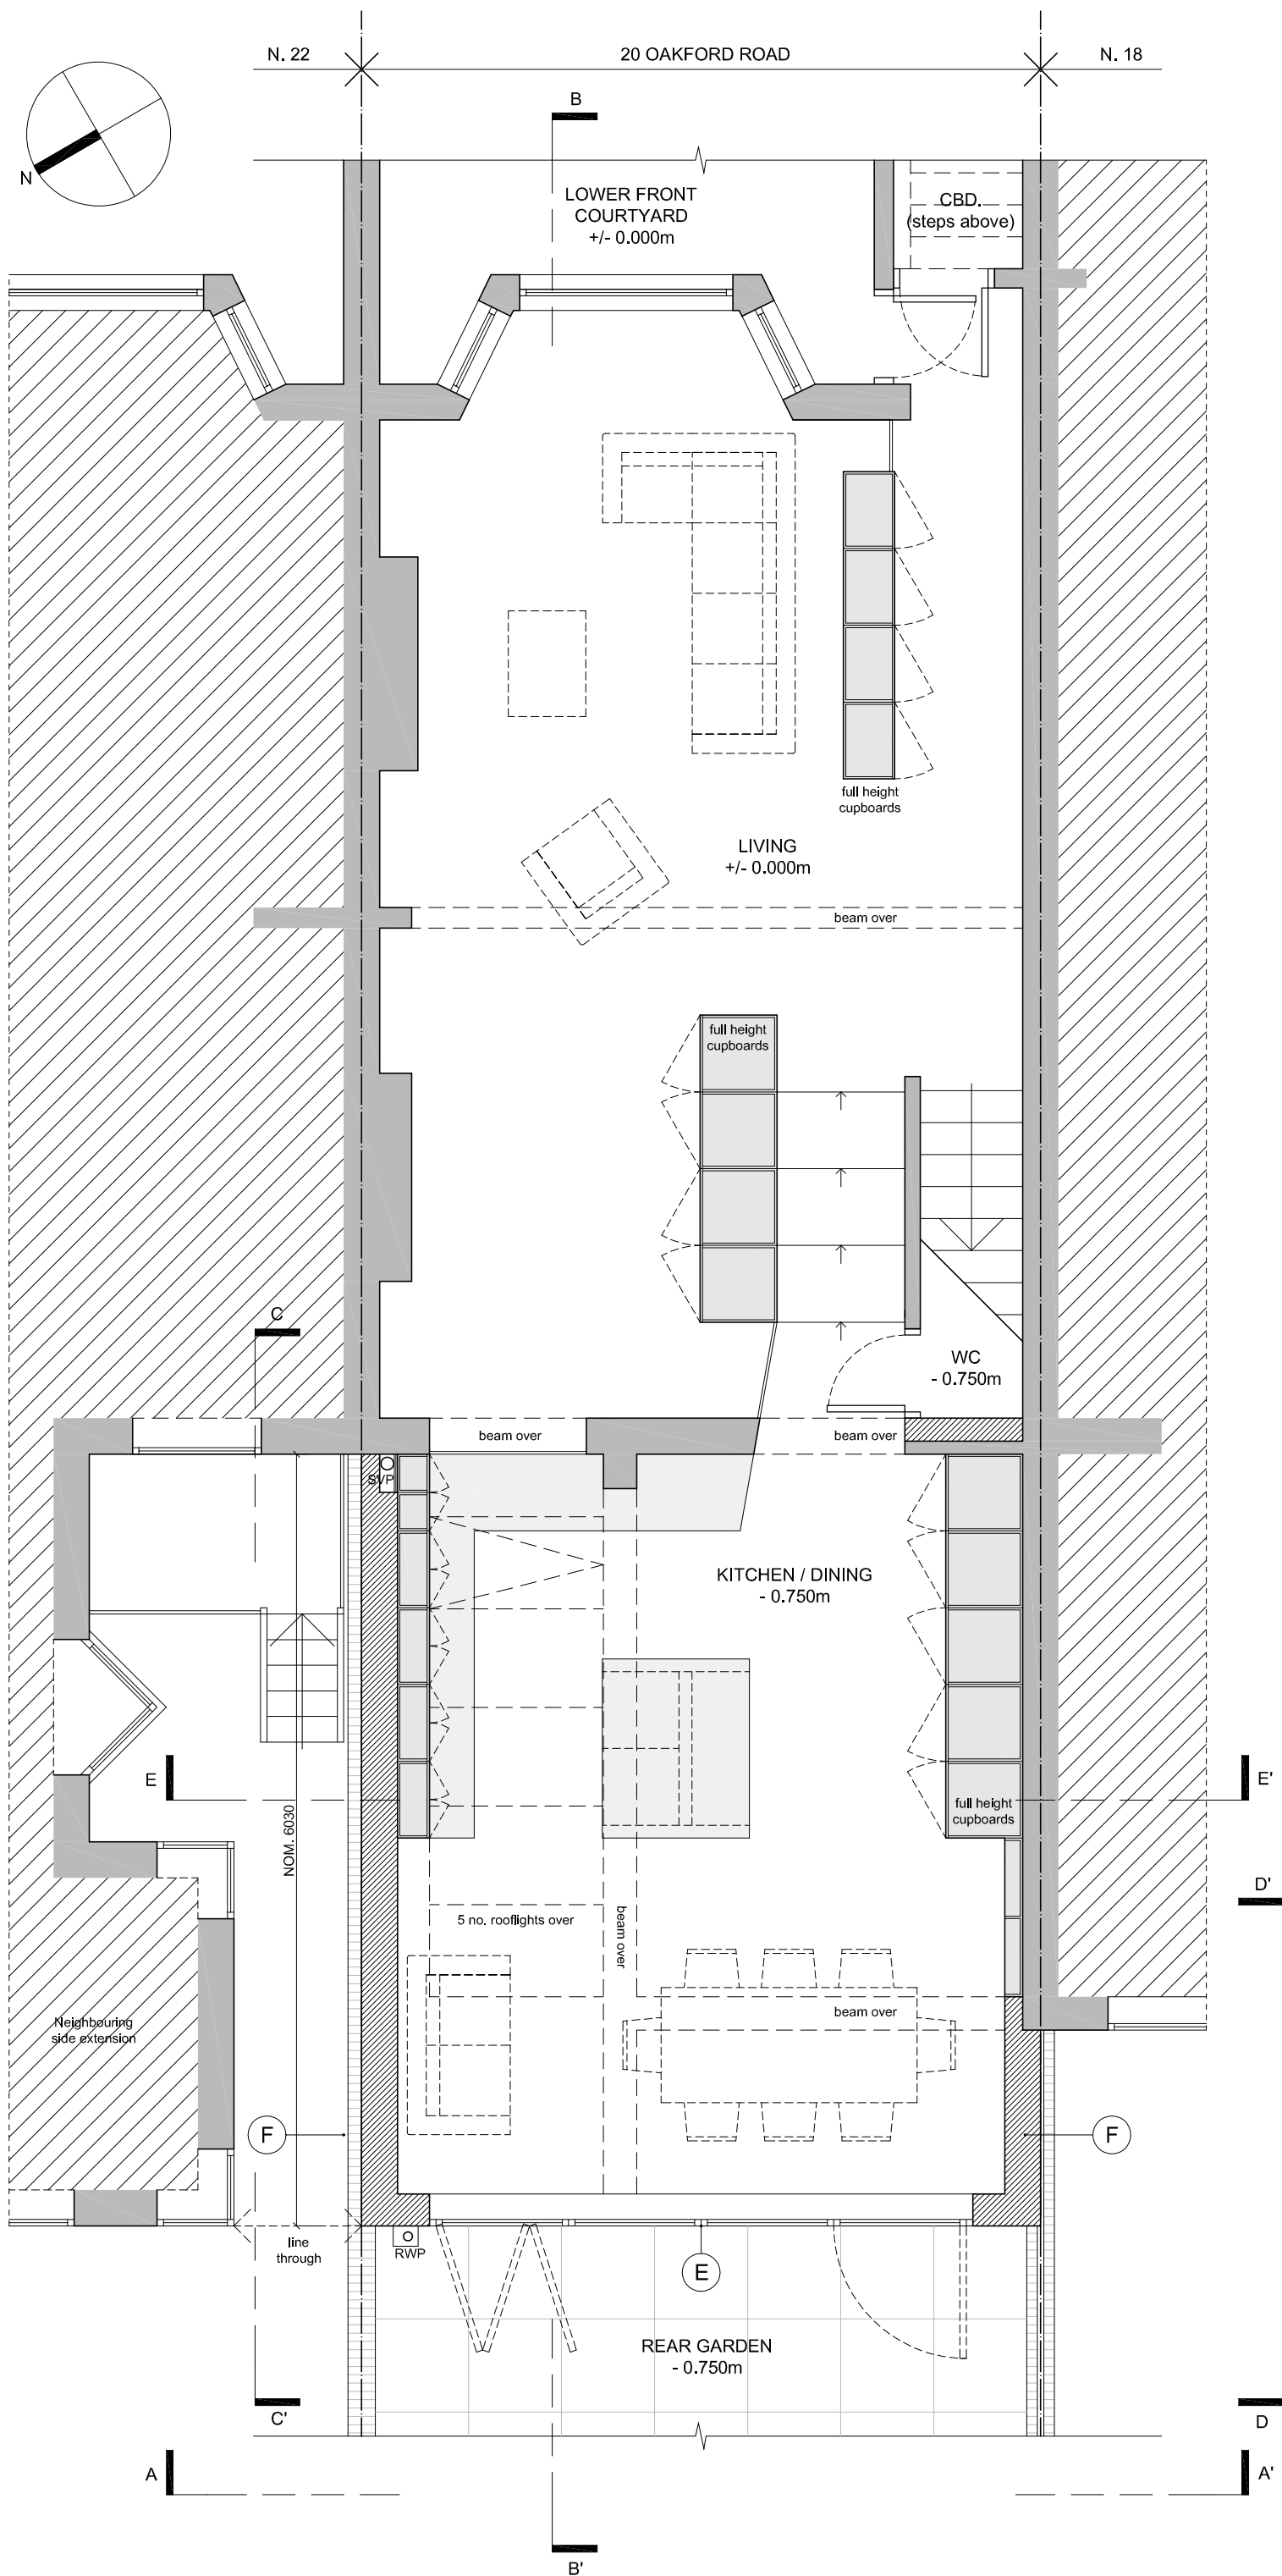 N. 22
20 OAKFORD ROAD
N. 18
B
N
LOWER FRONT
COURTYARD
+/- 0.000m
CBD.
(steps above)
full height
cupboards
LIVING
+/- 0.000m
beam over
full height
cupboards
C
WC
- 0.750m
beam over
beam over
SVP
KITCHEN / DINING
- 0.750m
E
E'
NOM. 6030
full height
cupboards
D'
5 no. rooflights over
beam over
beam over
Neighbouring
side extension
F
F
line
through
RWP
E
REAR GARDEN
- 0.750m
C'
D
A
A'
B'